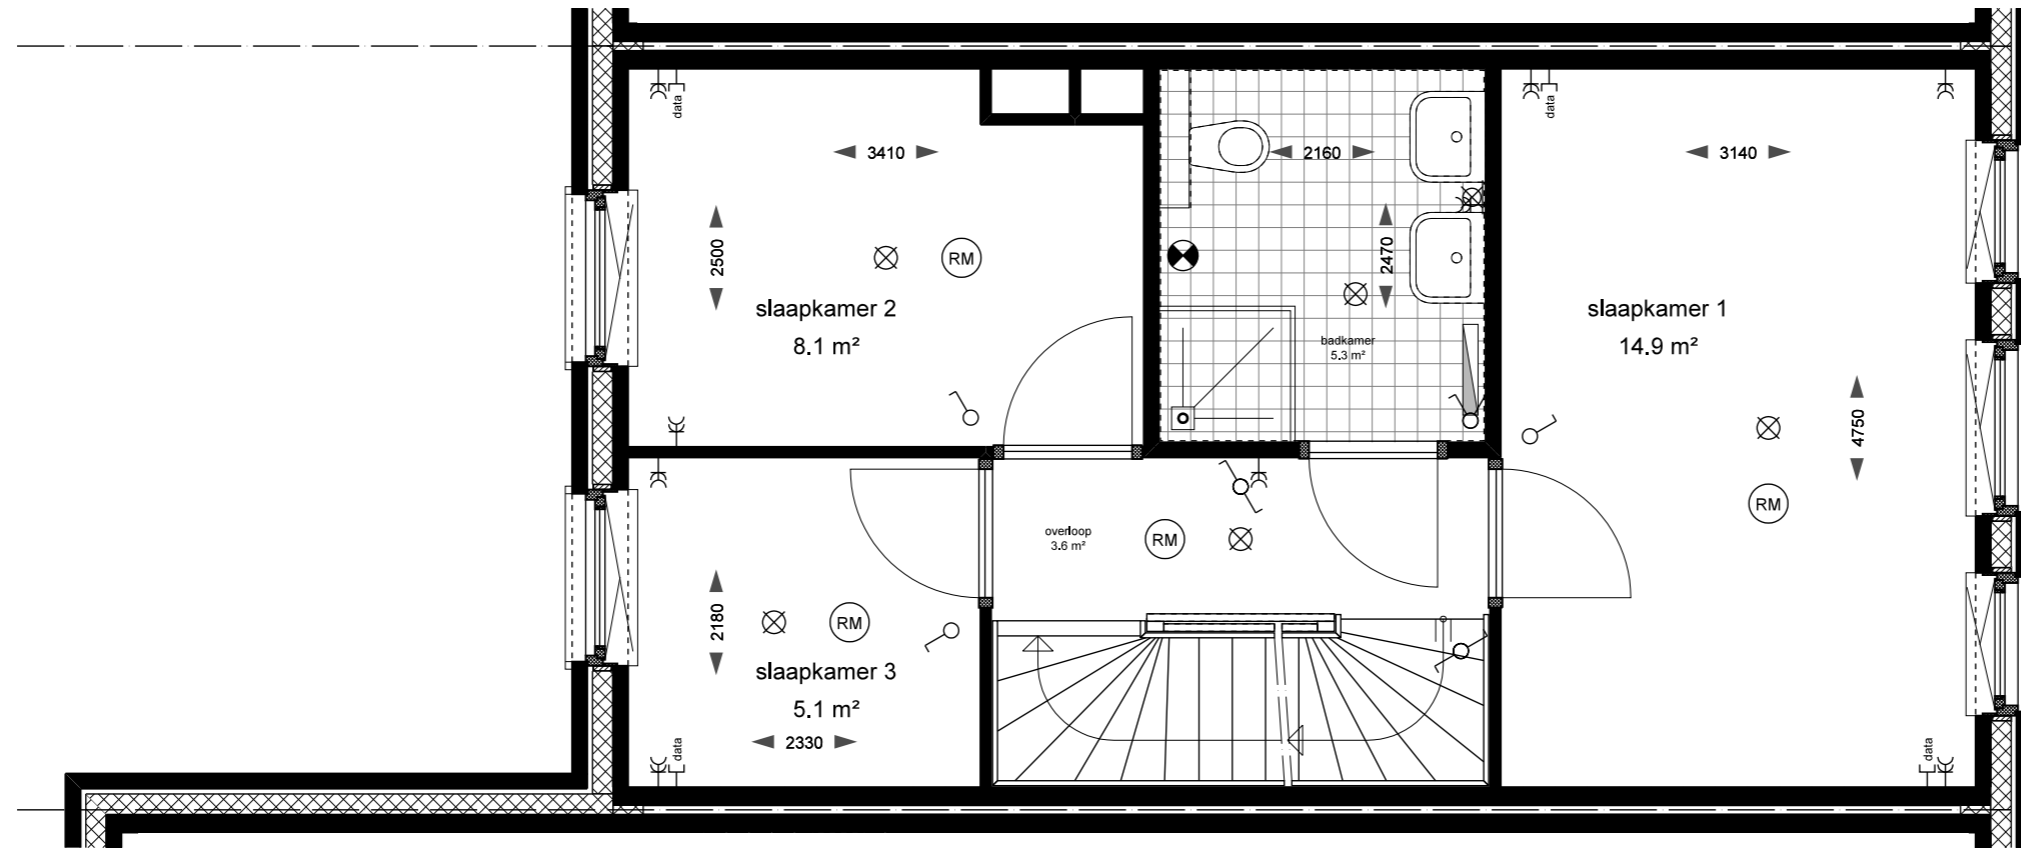 data
data
3410
2160
3140
2500
RM
2470
slaapkamer 2
8.1 m²
slaapkamer 1
14.9 m²
badkamer
5.3 m²
4750
RM
overloop
3.6 m²
RM
2180
RM
slaapkamer 3
5.1 m²
2330
data
data